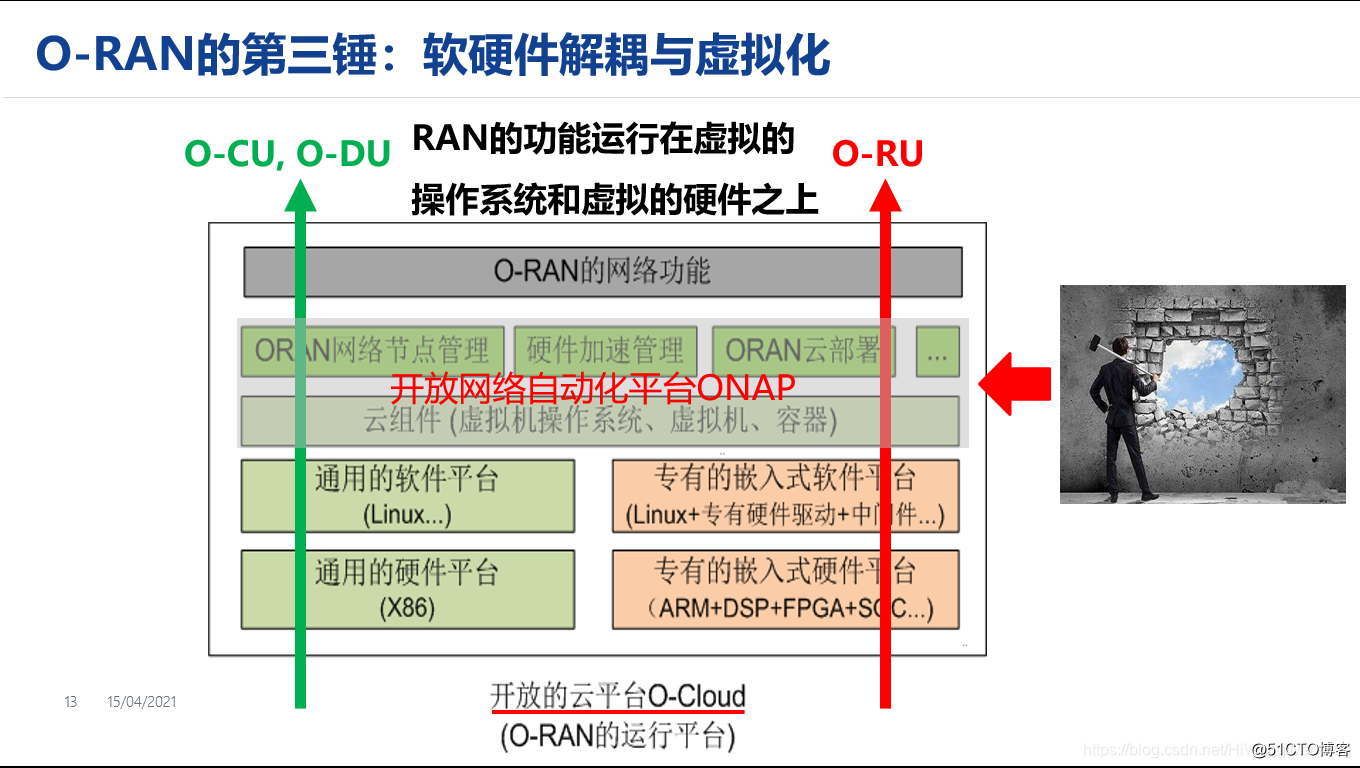 O-RAN的第三锤：软硬件解耦与虚拟化
O-CU, O-DU
RAN的功能运行在虚拟的
操作系统和虚拟的硬件之上
O-RU
O-RAN的网络功能
ORAN网络节点管理
硬件加速管理
ORAN云部署
...
开放网络自动化平台ONAP
云组件 (虚拟机操作系统、虚拟机、容器)
通用的软件平台
(Linux...)
专有的嵌入式软件平台
(Linux+专有硬件驱动+中间件...)
通用的硬件平台
(X86)
专有的嵌入式硬件平台
（ARM+DSP+FPGA+SOC...)
13 15/04/2021
开放的云平台O-Cloud
(O-RAN的运行平台)
@51CTO博客